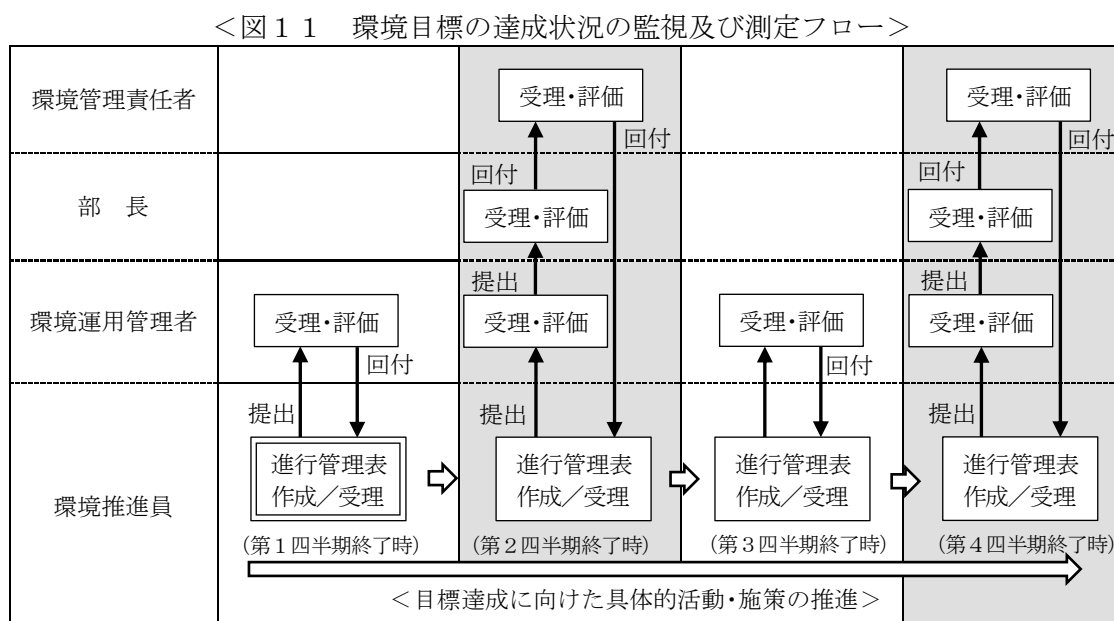 ＜図１１　環境目標の達成状況の監視及び測定フロー＞
環境管理責任者
受理・評価
回付
受理・評価
回付
部　長
回付
受理・評価
回付
受理・評価
環境運用管理者
受理・評価
回付
提出
受理・評価
受理・評価
回付
提出
受理・評価
環境推進員
提出
進行管理表
作成／受理
(第１四半期終了時)
提出
進行管理表
作成／受理
(第２四半期終了時)
進行管理表
作成／受理
(第３四半期終了時)
提出
進行管理表
作成／受理
(第４四半期終了時)
＜目標達成に向けた具体的活動・施策の推進＞